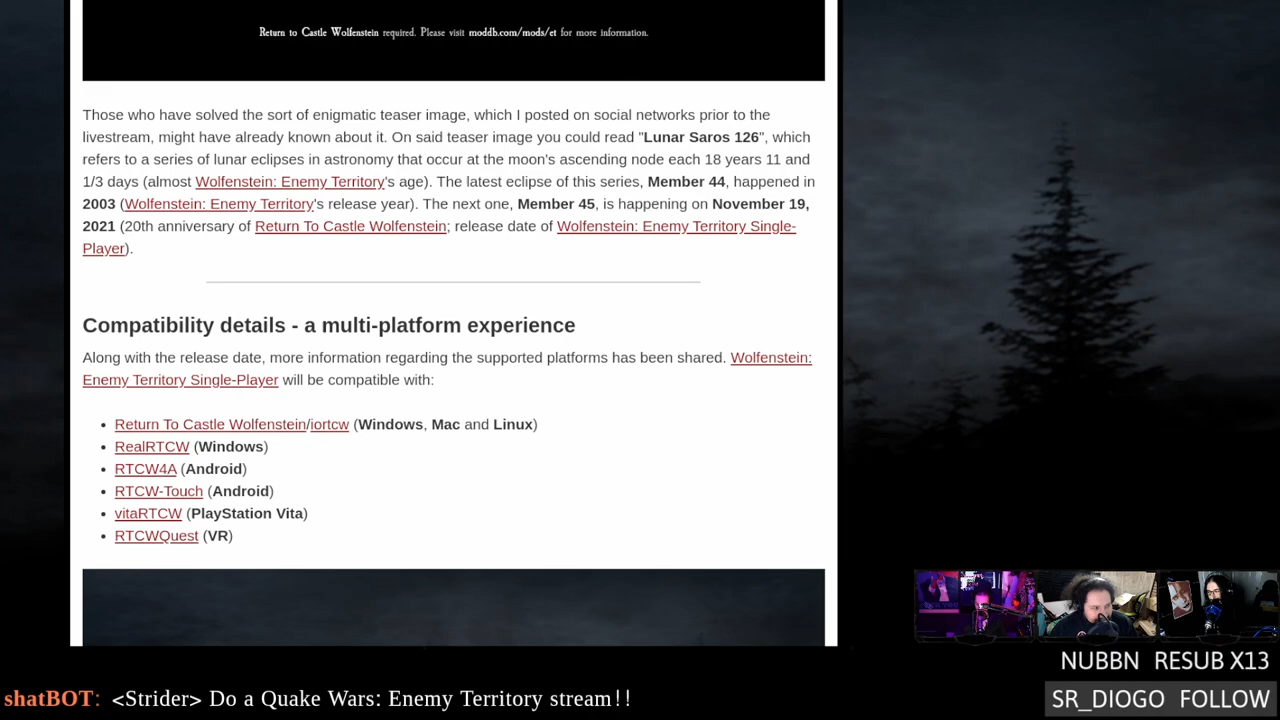 Return to Castle Wolfenstein required. Please visit moddb.com/mods/et for more information.
Those who have solved the sort of enigmatic teaser image, which I posted on social networks prior to the
livestream, might have already known about it. On said teaser image you could read "Lunar Saros 126", which
refers to a series of lunar eclipses in astronomy that occur at the moon's ascending node each 18 years 11 and
1/3 days (almost Wolfenstein: Enemy Territory's age). The latest eclipse of this series, Member 44, happened in
2003 (Wolfenstein: Enemy Territory's release year). The next one, Member 45, is happening on November 19,
2021 (20th anniversary of Return To Castle Wolfenstein; release date of Wolfenstein: Enemy Territory Single-
Player).
Compatibility details - a multi-platform experience
Along with the release date, more information regarding the supported platforms has been shared. Wolfenstein:
Enemy Territory Single-Player will be compatible with:
• Return To Castle Wolfenstein/iortcw (Windows, Mac and Linux)
• RealRTCW (Windows)
• RTCW4A (Android)
• RTCW-Touch (Android)
• vitaRTCW (PlayStation Vita)
• RTCWQuest (VR)
NUBBN RESUB X13
shatBOT: <Strider> Do a Quake Wars: Enemy Territory stream!!
SR_DIOGO FOLLOW